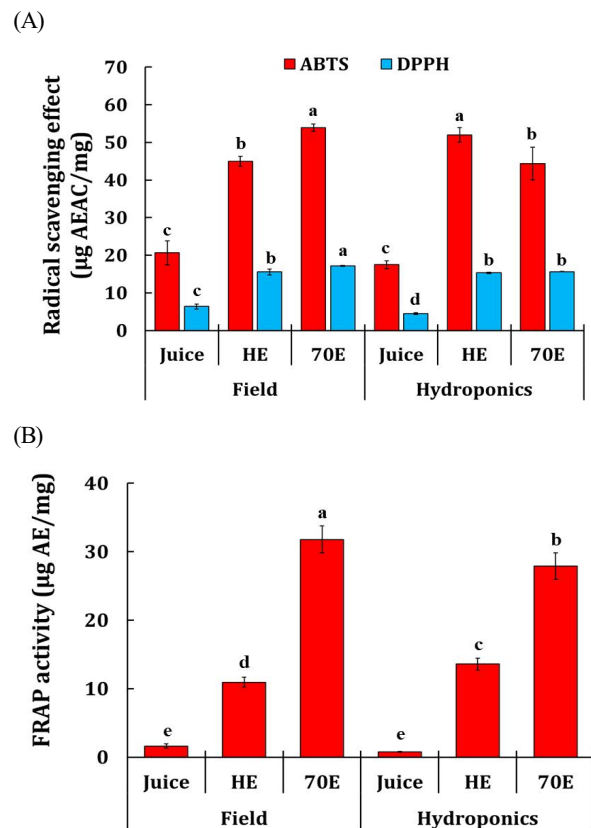 (A)
ABTS DPPH
Radical scavenging effect
(µg AEAC/mg)
70
60
50
40
30
20
10
0
c c b b a a c d a b b b
Juice HE 70E Juice HE 70E
Field Hydroponics
(B)
FRAP activity (µg AE/mg)
40
30
20
10
0
e d a e c b
Juice HE 70E Juice HE 70E
Field Hydroponics